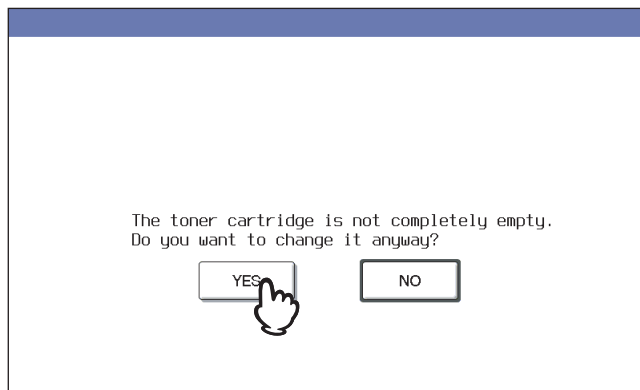 The toner cartridge is not completely empty.
Do you want to change it anyway?
YES NO